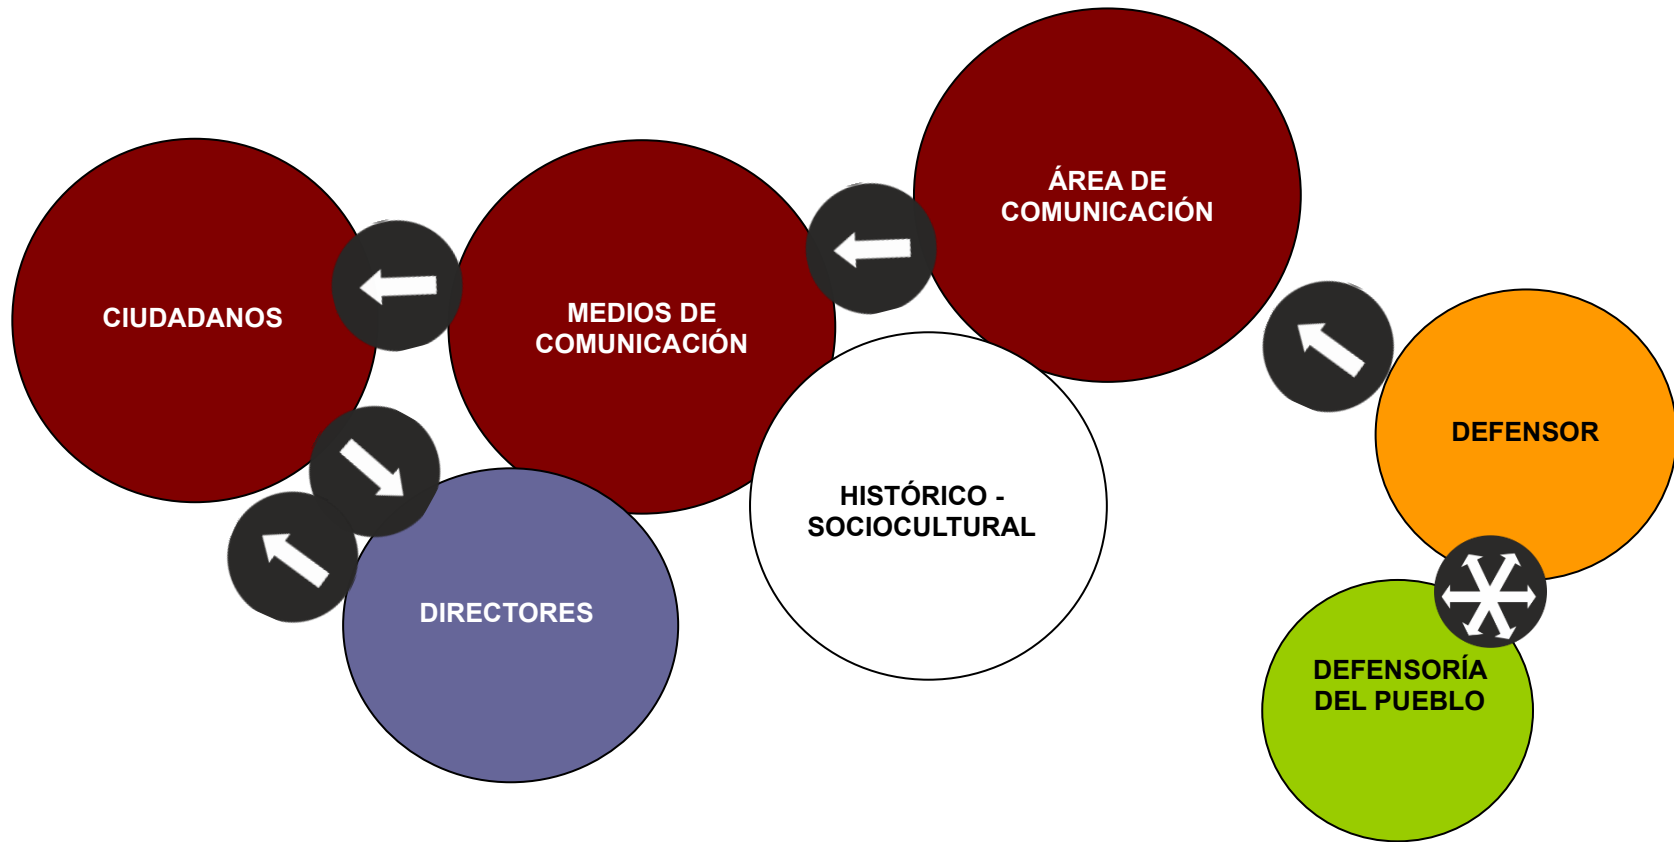 ÁREA DE
COMUNICACIÓN
CIUDADANOS
MEDIOS DE
COMUNICACIÓN
DEFENSOR
HISTÓRICO -
SOCIOCULTURAL
DIRECTORES
DEFENSORÍA
DEL PUEBLO